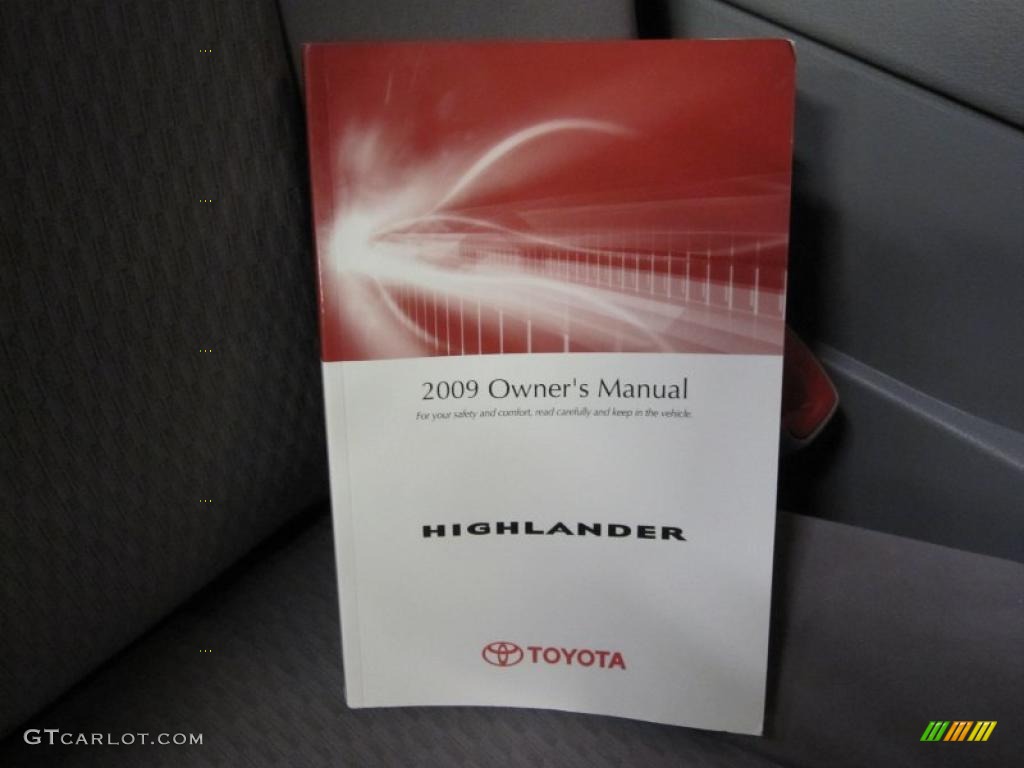 2009 Owner's Manual
For your safety and comfort, read carefully and keep in the vehicle.
HIGHLANDER
TOYOTA
GTCARLOT.COM